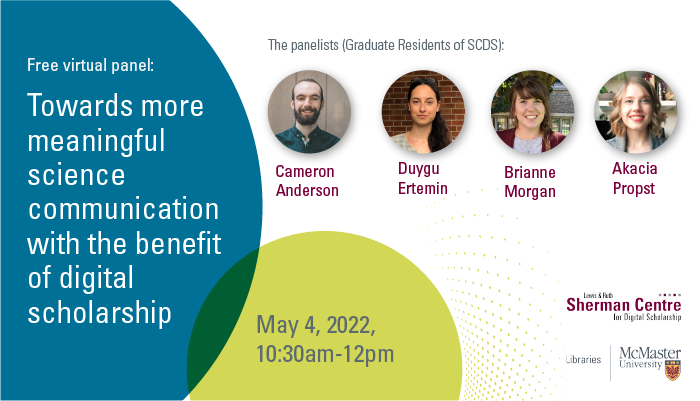 Free virtual panel:
Towards more
meaningful
science
communication
with the benefit
of digital
scholarship
The panelists (Graduate Residents of SCDS):
Cameron
Anderson
Duygu
Ertemin
Brianne
Morgan
Akacia
Propst
May 4, 2022,
10:30am-12pm
Lewis & Ruth
Sherman Centre
for Digital Scholarship
Libraries
McMaster
University